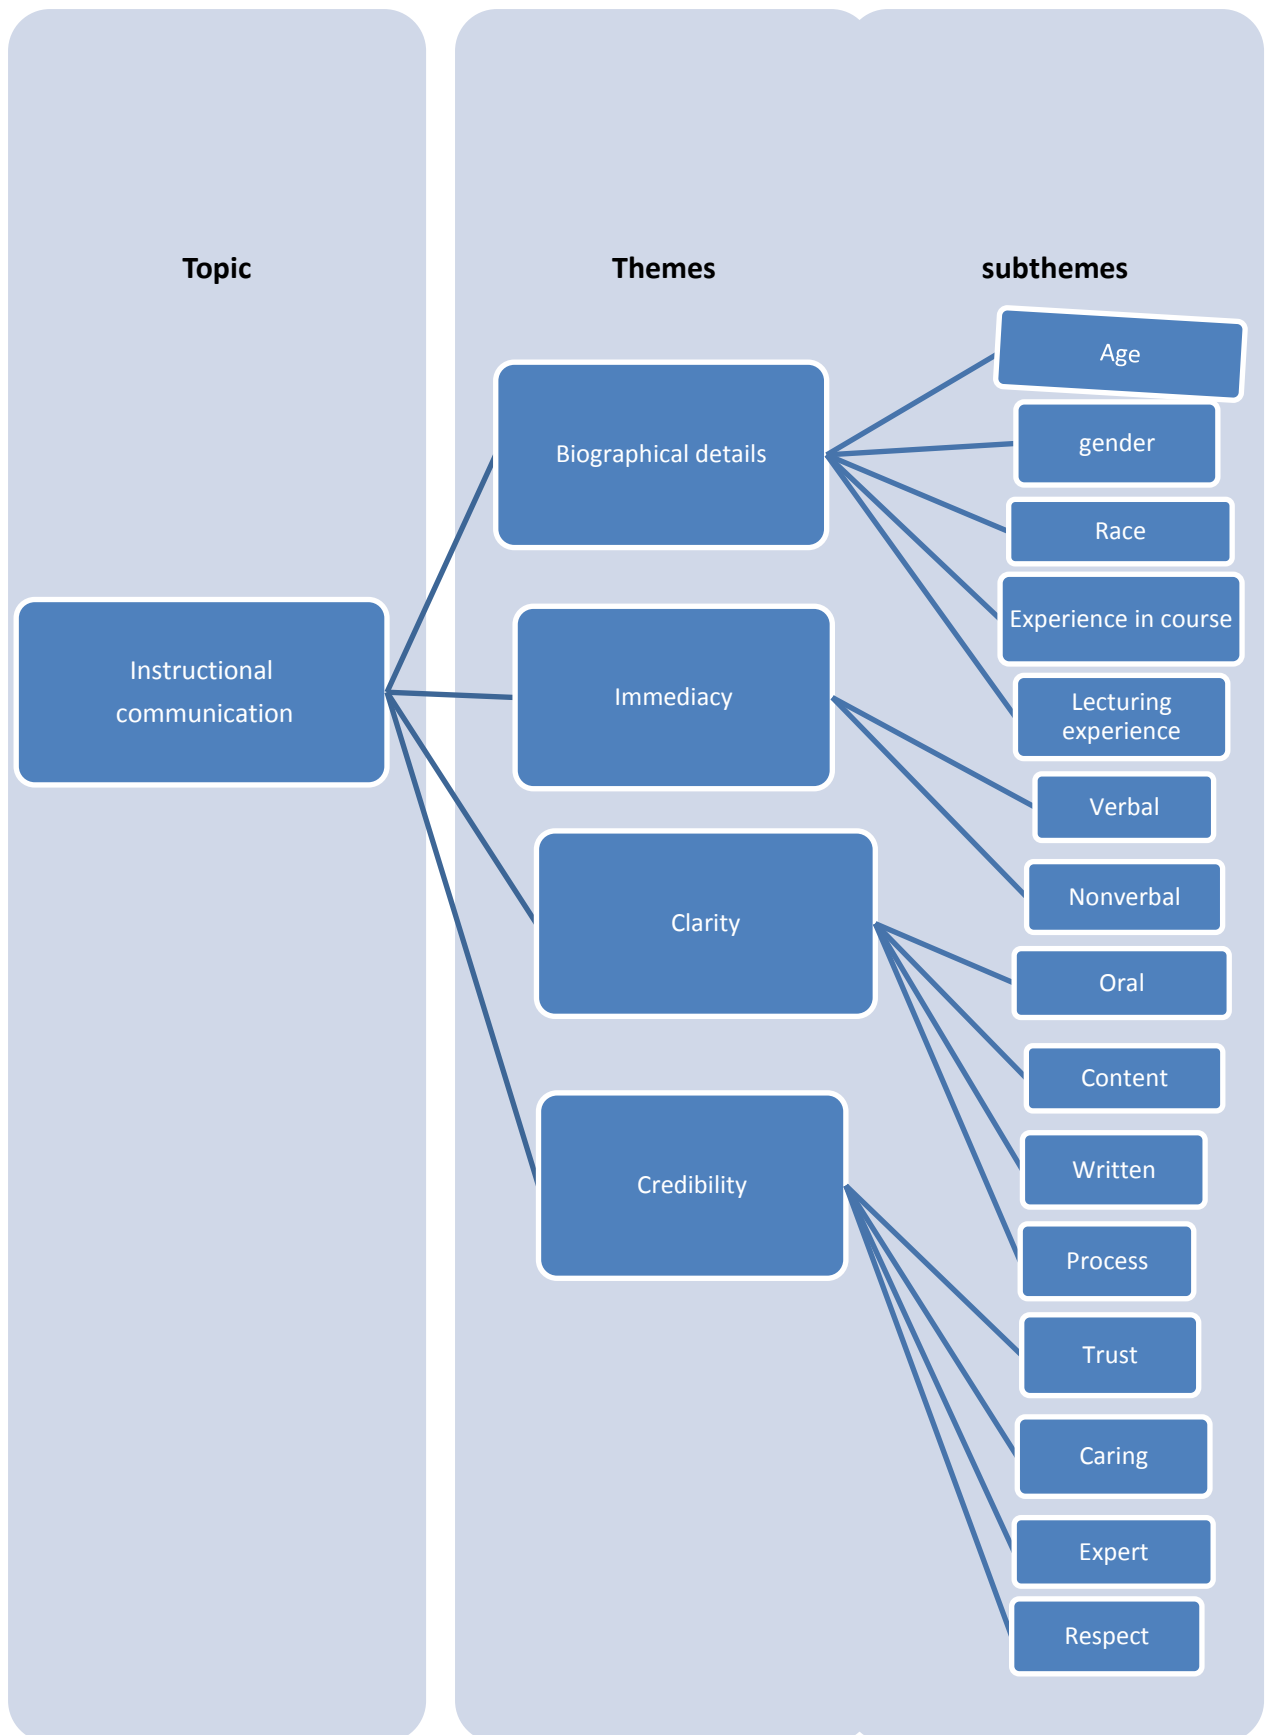 Topic
Themes
subthemes
Instructional
communication
Biographical details
Immediacy
Clarity
Credibility
Age
gender
Race
Experience in course
Lecturing
experience
Verbal
Nonverbal
Oral
Content
Written
Process
Trust
Caring
Expert
Respect